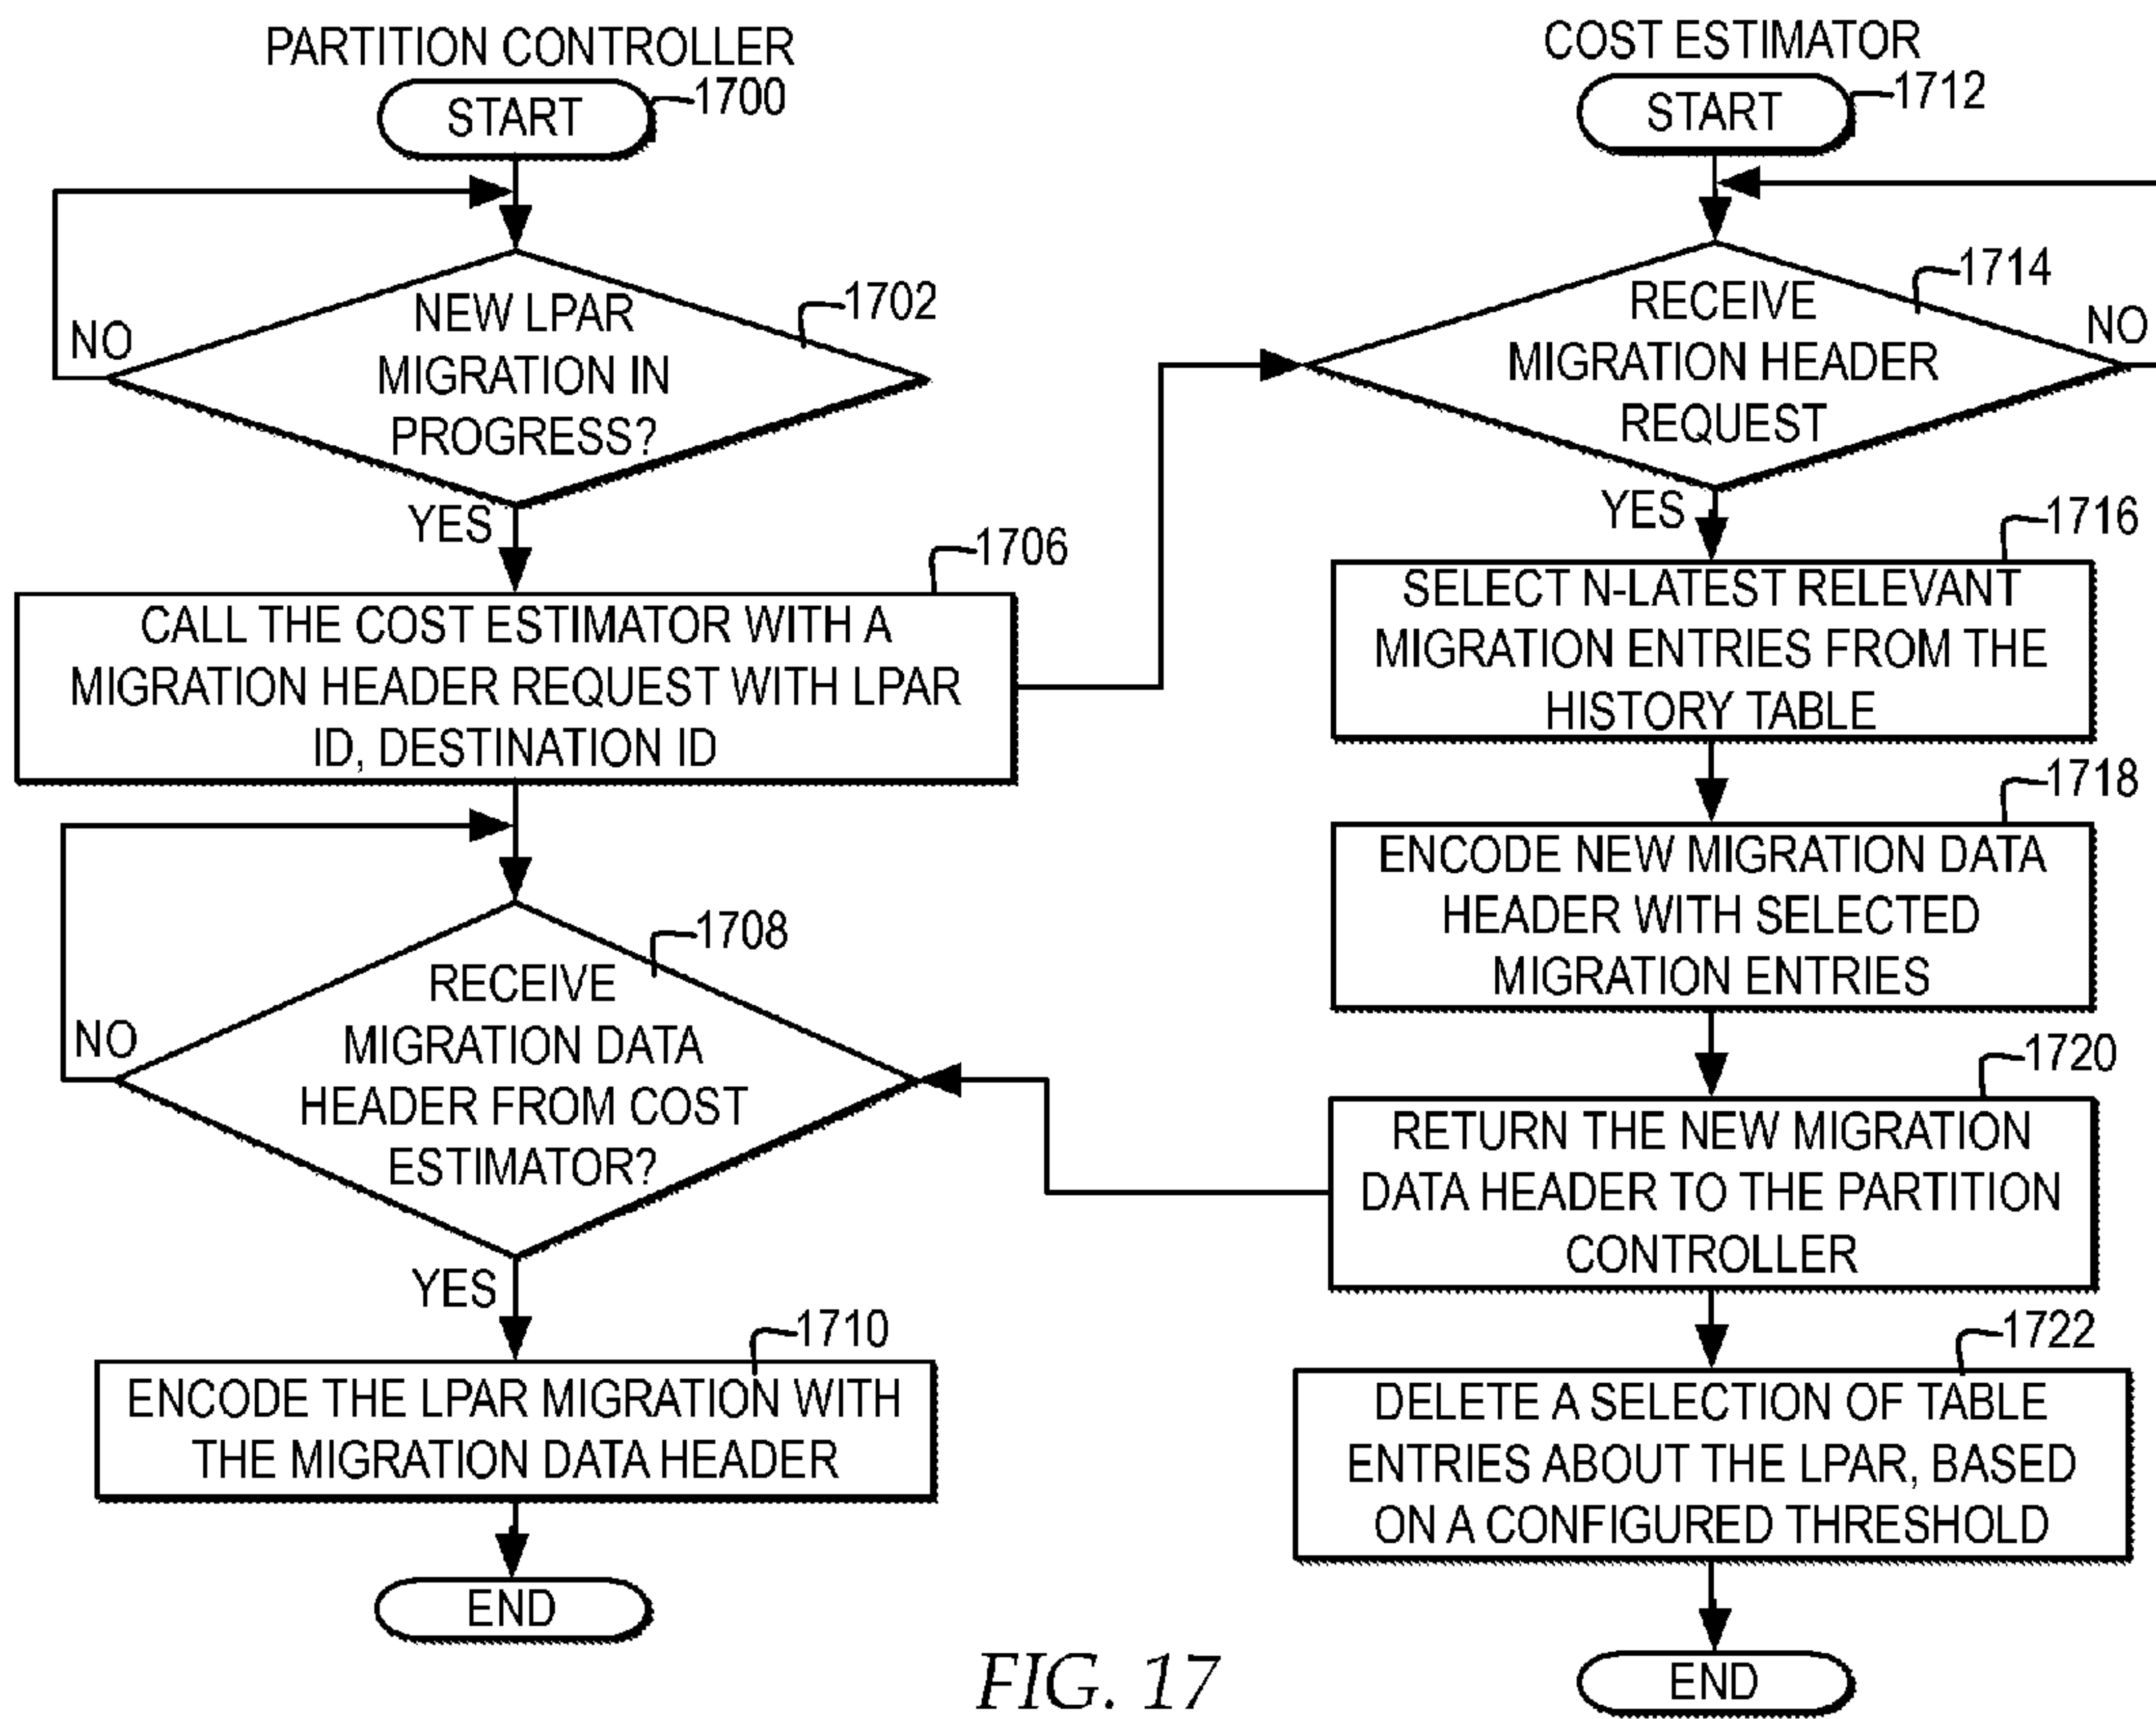 PARTITION CONTROLLER
START
1700
NEW LPAR
MIGRATION IN
PROGRESS?
1702
NO
YES
1706
CALL THE COST ESTIMATOR WITH A
MIGRATION HEADER REQUEST WITH LPAR
ID, DESTINATION ID
1708
RECEIVE
MIGRATION DATA
HEADER FROM COST
ESTIMATOR?
NO
YES
1710
ENCODE THE LPAR MIGRATION WITH
THE MIGRATION DATA HEADER
END
COST ESTIMATOR
START
1712
1714
RECEIVE
MIGRATION HEADER
REQUEST
NO
YES
1716
SELECT N-LATEST RELEVANT
MIGRATION ENTRIES FROM THE
HISTORY TABLE
1718
ENCODE NEW MIGRATION DATA
HEADER WITH SELECTED
MIGRATION ENTRIES
1720
RETURN THE NEW MIGRATION
DATA HEADER TO THE PARTITION
CONTROLLER
1722
DELETE A SELECTION OF TABLE
ENTRIES ABOUT THE LPAR, BASED
ON A CONFIGURED THRESHOLD
END
FIG. 17